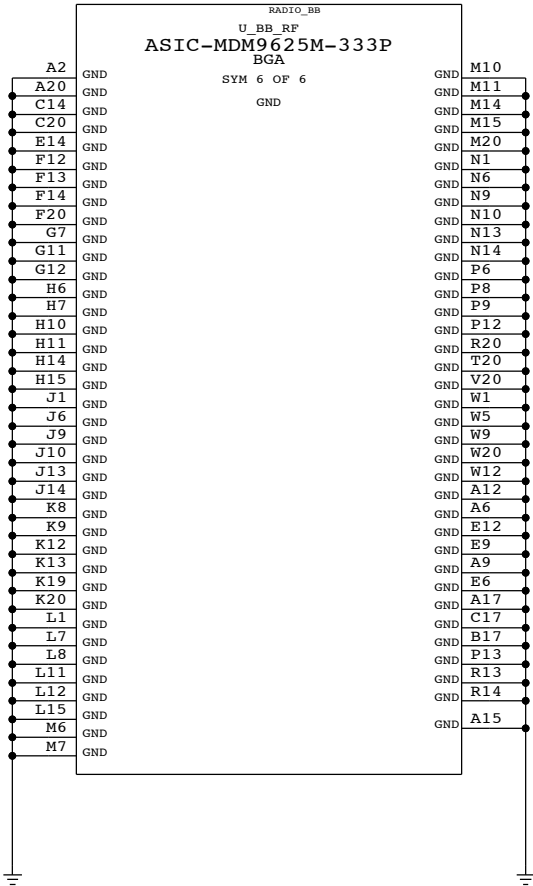 RADIO_BB
U_BB_RF
ASIC-MDM9625M-333P
BGA
SYM 6 OF 6
GND
A2 GND GND M10
A20 GND GND M11
C14 GND GND M14
C20 GND GND M15
E14 GND GND M20
F12 GND GND N1
F13 GND GND N6
F14 GND GND N9
F20 GND GND N10
G7 GND GND N13
G11 GND GND N14
G12 GND GND P6
H6 GND GND P8
H7 GND GND P9
H10 GND GND P12
H11 GND GND R20
H14 GND GND T20
H15 GND GND V20
J1 GND GND W1
J6 GND GND W5
J9 GND GND W9
J10 GND GND W20
J13 GND GND W12
J14 GND GND A12
K8 GND GND A6
K9 GND GND E12
K12 GND GND E9
K13 GND GND A9
K19 GND GND E6
K20 GND GND A17
L1 GND GND C17
L7 GND GND B17
L8 GND GND P13
L11 GND GND R13
L12 GND GND R14
L15 GND GND A15
M6 GND
M7 GND